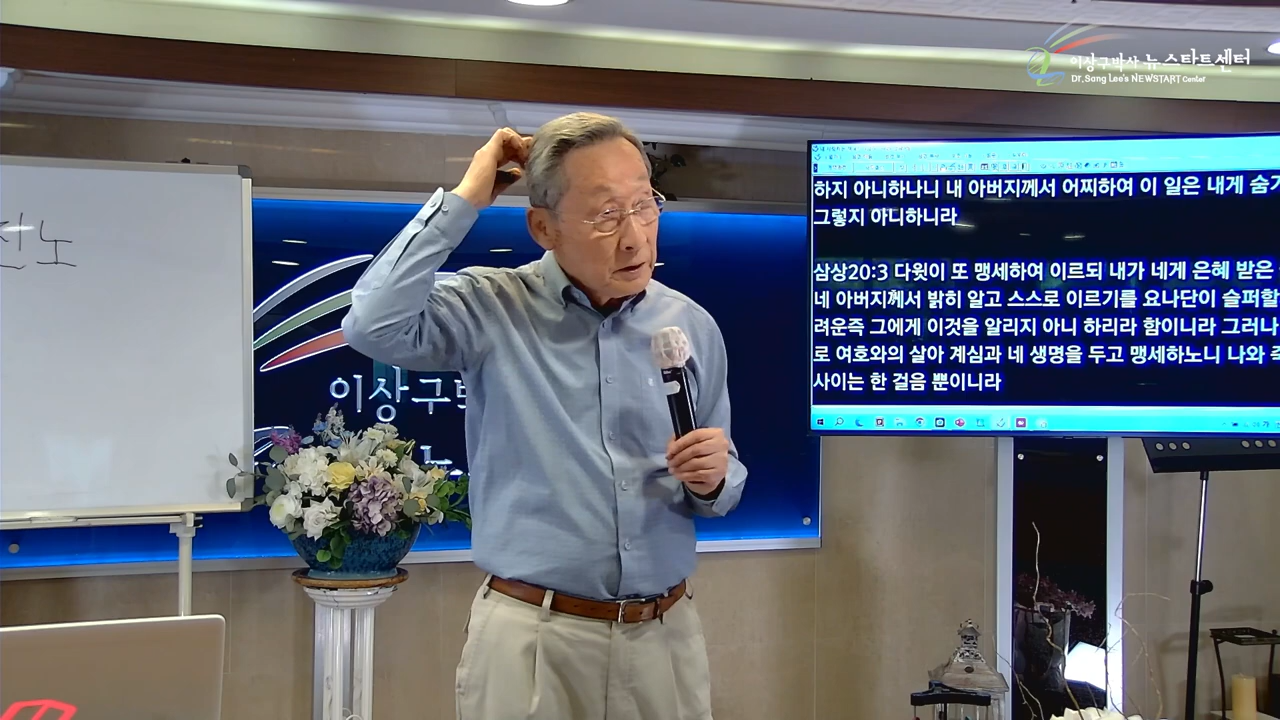 이상구박사 뉴스타트센터
Dr. Sang Lee's NEWSTART Center
진노
이상구
하지 아니하나니 내 아버지께서 어찌하여 이 일은 내게 숨기
그렇지 아니하니라
삼상20:3 다윗이 또 맹세하여 이르되 내가 네게 은혜 받은
네 아버지께서 밝히 알고 스스로 이르기를 요나단이 슬퍼할
려운즉 그에게 이것을 알리지 아니 하리라 함이니라 그러나
로 여호와의 살아 계심과 네 생명을 두고 맹세하노니 나와
사이는 한 걸음 뿐이니라